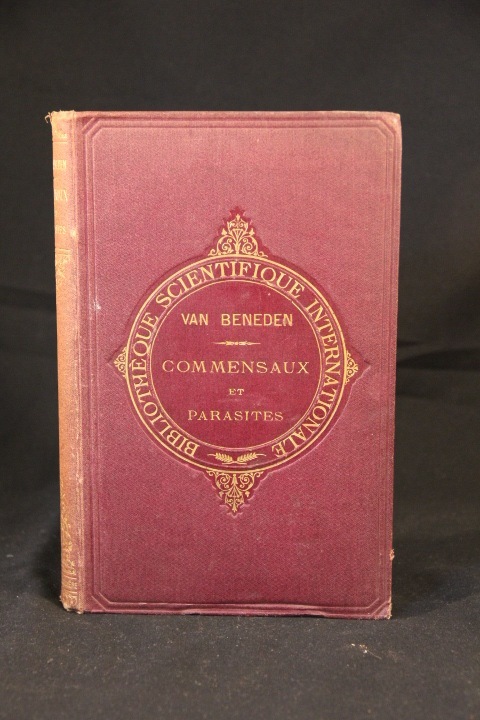 BIBLIOTHÈQUE SCIENTIFIQUE INTERNATIONALE
VAN BENEDEN
COMMENSAUX
ET
PARASITES